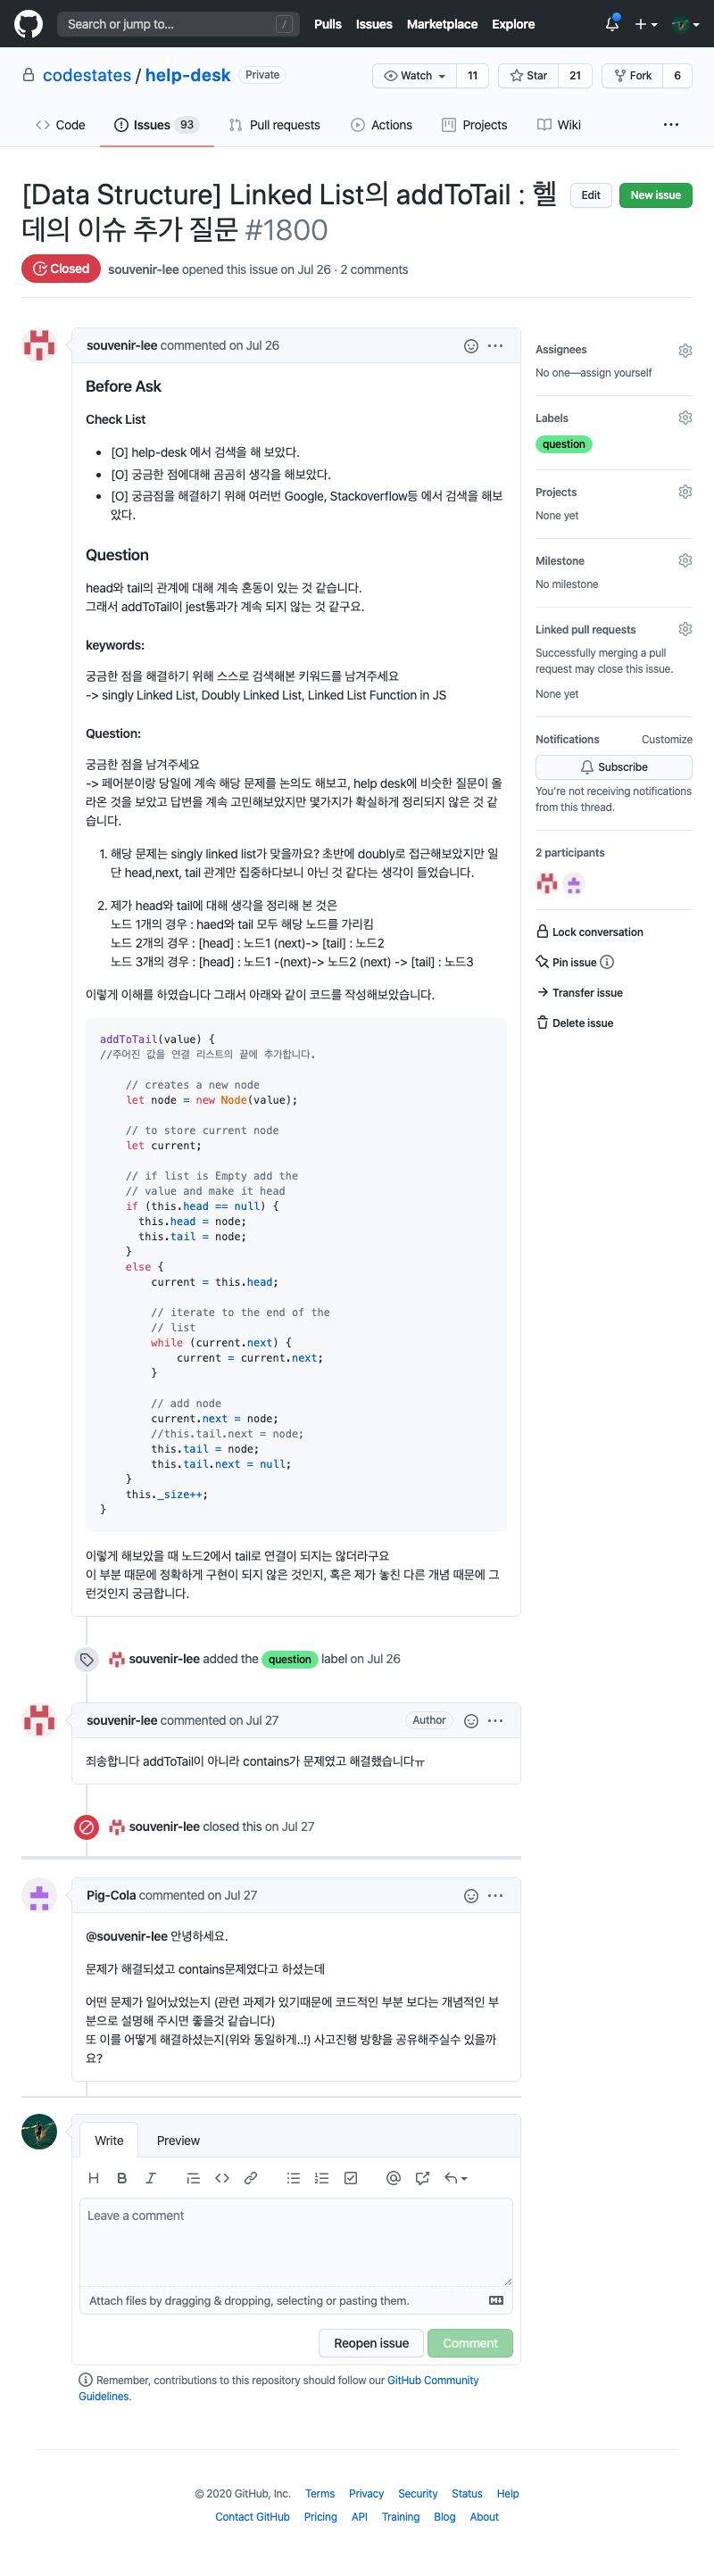 Search or jump to... /
Pulls Issues Marketplace Explore
codestates / help-desk Private
Watch 11 Star 21 Fork 6
Code Issues 93 Pull requests Actions Projects Wiki
[Data Structure] Linked List의 addToTail : 헬
데의 이슈 추가 질문 #1800
Edit New issue
Closed souvenir-lee opened this issue on Jul 26 · 2 comments
souvenir-lee commented on Jul 26
Before Ask
Check List
[O] help-desk 에서 검색을 해 보았다.
[O] 궁금한 점에대해 곰곰히 생각을 해보았다.
[O] 궁금점을 해결하기 위해 여러번 Google, Stackoverflow등 에서 검색을 해보
았다.
Question
head와 tail의 관계에 대해 계속 혼동이 있는 것 같습니다.
그래서 addToTail이 jest통과가 계속 되지 않는 것 같구요.
keywords:
궁금한 점을 해결하기 위해 스스로 검색해본 키워드를 남겨주세요
-> singly Linked List, Doubly Linked List, Linked List Function in JS
Question:
궁금한 점을 남겨주세요
-> 페어분이랑 당일에 계속 해당 문제를 논의도 해보고, help desk에 비슷한 질문이 올
라온 것을 보았고 답변을 계속 고민해보았지만 몇가지가 확실하게 정리되지 않은 것 같
습니다.
1. 해당 문제는 singly linked list가 맞을까요? 초반에 doubly로 접근해보았지만 일
단 head,next, tail 관계만 집중하다보니 아닌 것 같다는 생각이 들었습니다.
2. 제가 head와 tail에 대해 생각을 정리해 본 것은
노드 1개의 경우 : haed와 tail 모두 해당 노드를 가리킴
노드 2개의 경우 : [head] : 노드1 (next)-> [tail] : 노드2
노드 3개의 경우 : [head] : 노드1 -(next)-> 노드2 (next) -> [tail] : 노드3
이렇게 이해를 하였습니다 그래서 아래와 같이 코드를 작성해보았습니다.
addToTail(value) {
//주어진 값을 연결 리스트의 끝에 추가합니다.
// creates a new node
let node = new Node(value);
// to store current node
let current;
// if list is Empty add the
// value and make it head
if (this.head == null) {
this.head = node;
this.tail = node;
}
else {
current = this.head;
// iterate to the end of the
// list
while (current.next) {
current = current.next;
}
// add node
current.next = node;
//this.tail.next = node;
this.tail = node;
this.tail.next = null;
}
this._size++;
}
이렇게 해보았을 때 노드2에서 tail로 연결이 되지는 않더라구요
이 부분 때문에 정확하게 구현이 되지 않은 것인지, 혹은 제가 놓친 다른 개념 때문에 그
런것인지 궁금합니다.
souvenir-lee added the question label on Jul 26
souvenir-lee commented on Jul 27 Author
죄송합니다 addToTail이 아니라 contains가 문제였고 해결했습니다ㅠ
souvenir-lee closed this on Jul 27
Pig-Cola commented on Jul 27
@souvenir-lee 안녕하세요.
문제가 해결되셨고 contains문제였다고 하셨는데
어떤 문제가 일어났었는지 (관련 과제가 있기때문에 코드적인 부분 보다는 개념적인 부
분으로 설명해 주시면 좋을것 같습니다)
또 이를 어떻게 해결하셨는지(위와 동일하게..!) 사고진행 방향을 공유해주실수 있을까
요?
Write Preview
Leave a comment
Attach files by dragging & dropping, selecting or pasting them.
Reopen issue Comment
Remember, contributions to this repository should follow our GitHub Community
Guidelines.
Assignees
No one—assign yourself
Labels
question
Projects
None yet
Milestone
No milestone
Linked pull requests
Successfully merging a pull
request may close this issue.
None yet
Notifications Customize
Subscribe
You're not receiving notifications
from this thread.
2 participants
Lock conversation
Pin issue
Transfer issue
Delete issue
© 2020 GitHub, Inc. Terms Privacy Security Status Help
Contact GitHub Pricing API Training Blog About